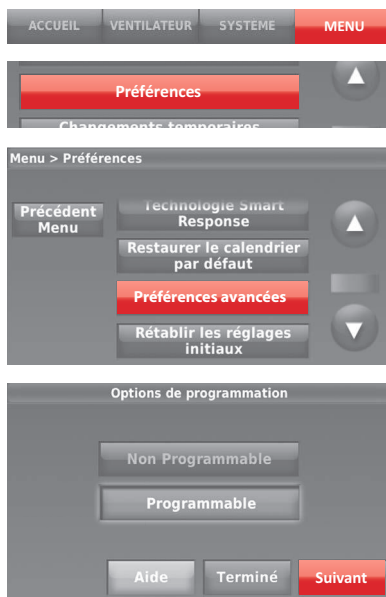 ACCUEIL VENTILATEUR SYSTEME MENU
Préférences
Changements temporaires
Menu > Préférences
Précédent
Menu
Technologie Smart
Response
Restaurer le calendrier
par défaut
Préférences avancées
Rétablir les réglages
initiaux
Options de programmation
Non Programmable
Programmable
Aide Terminé Suivant